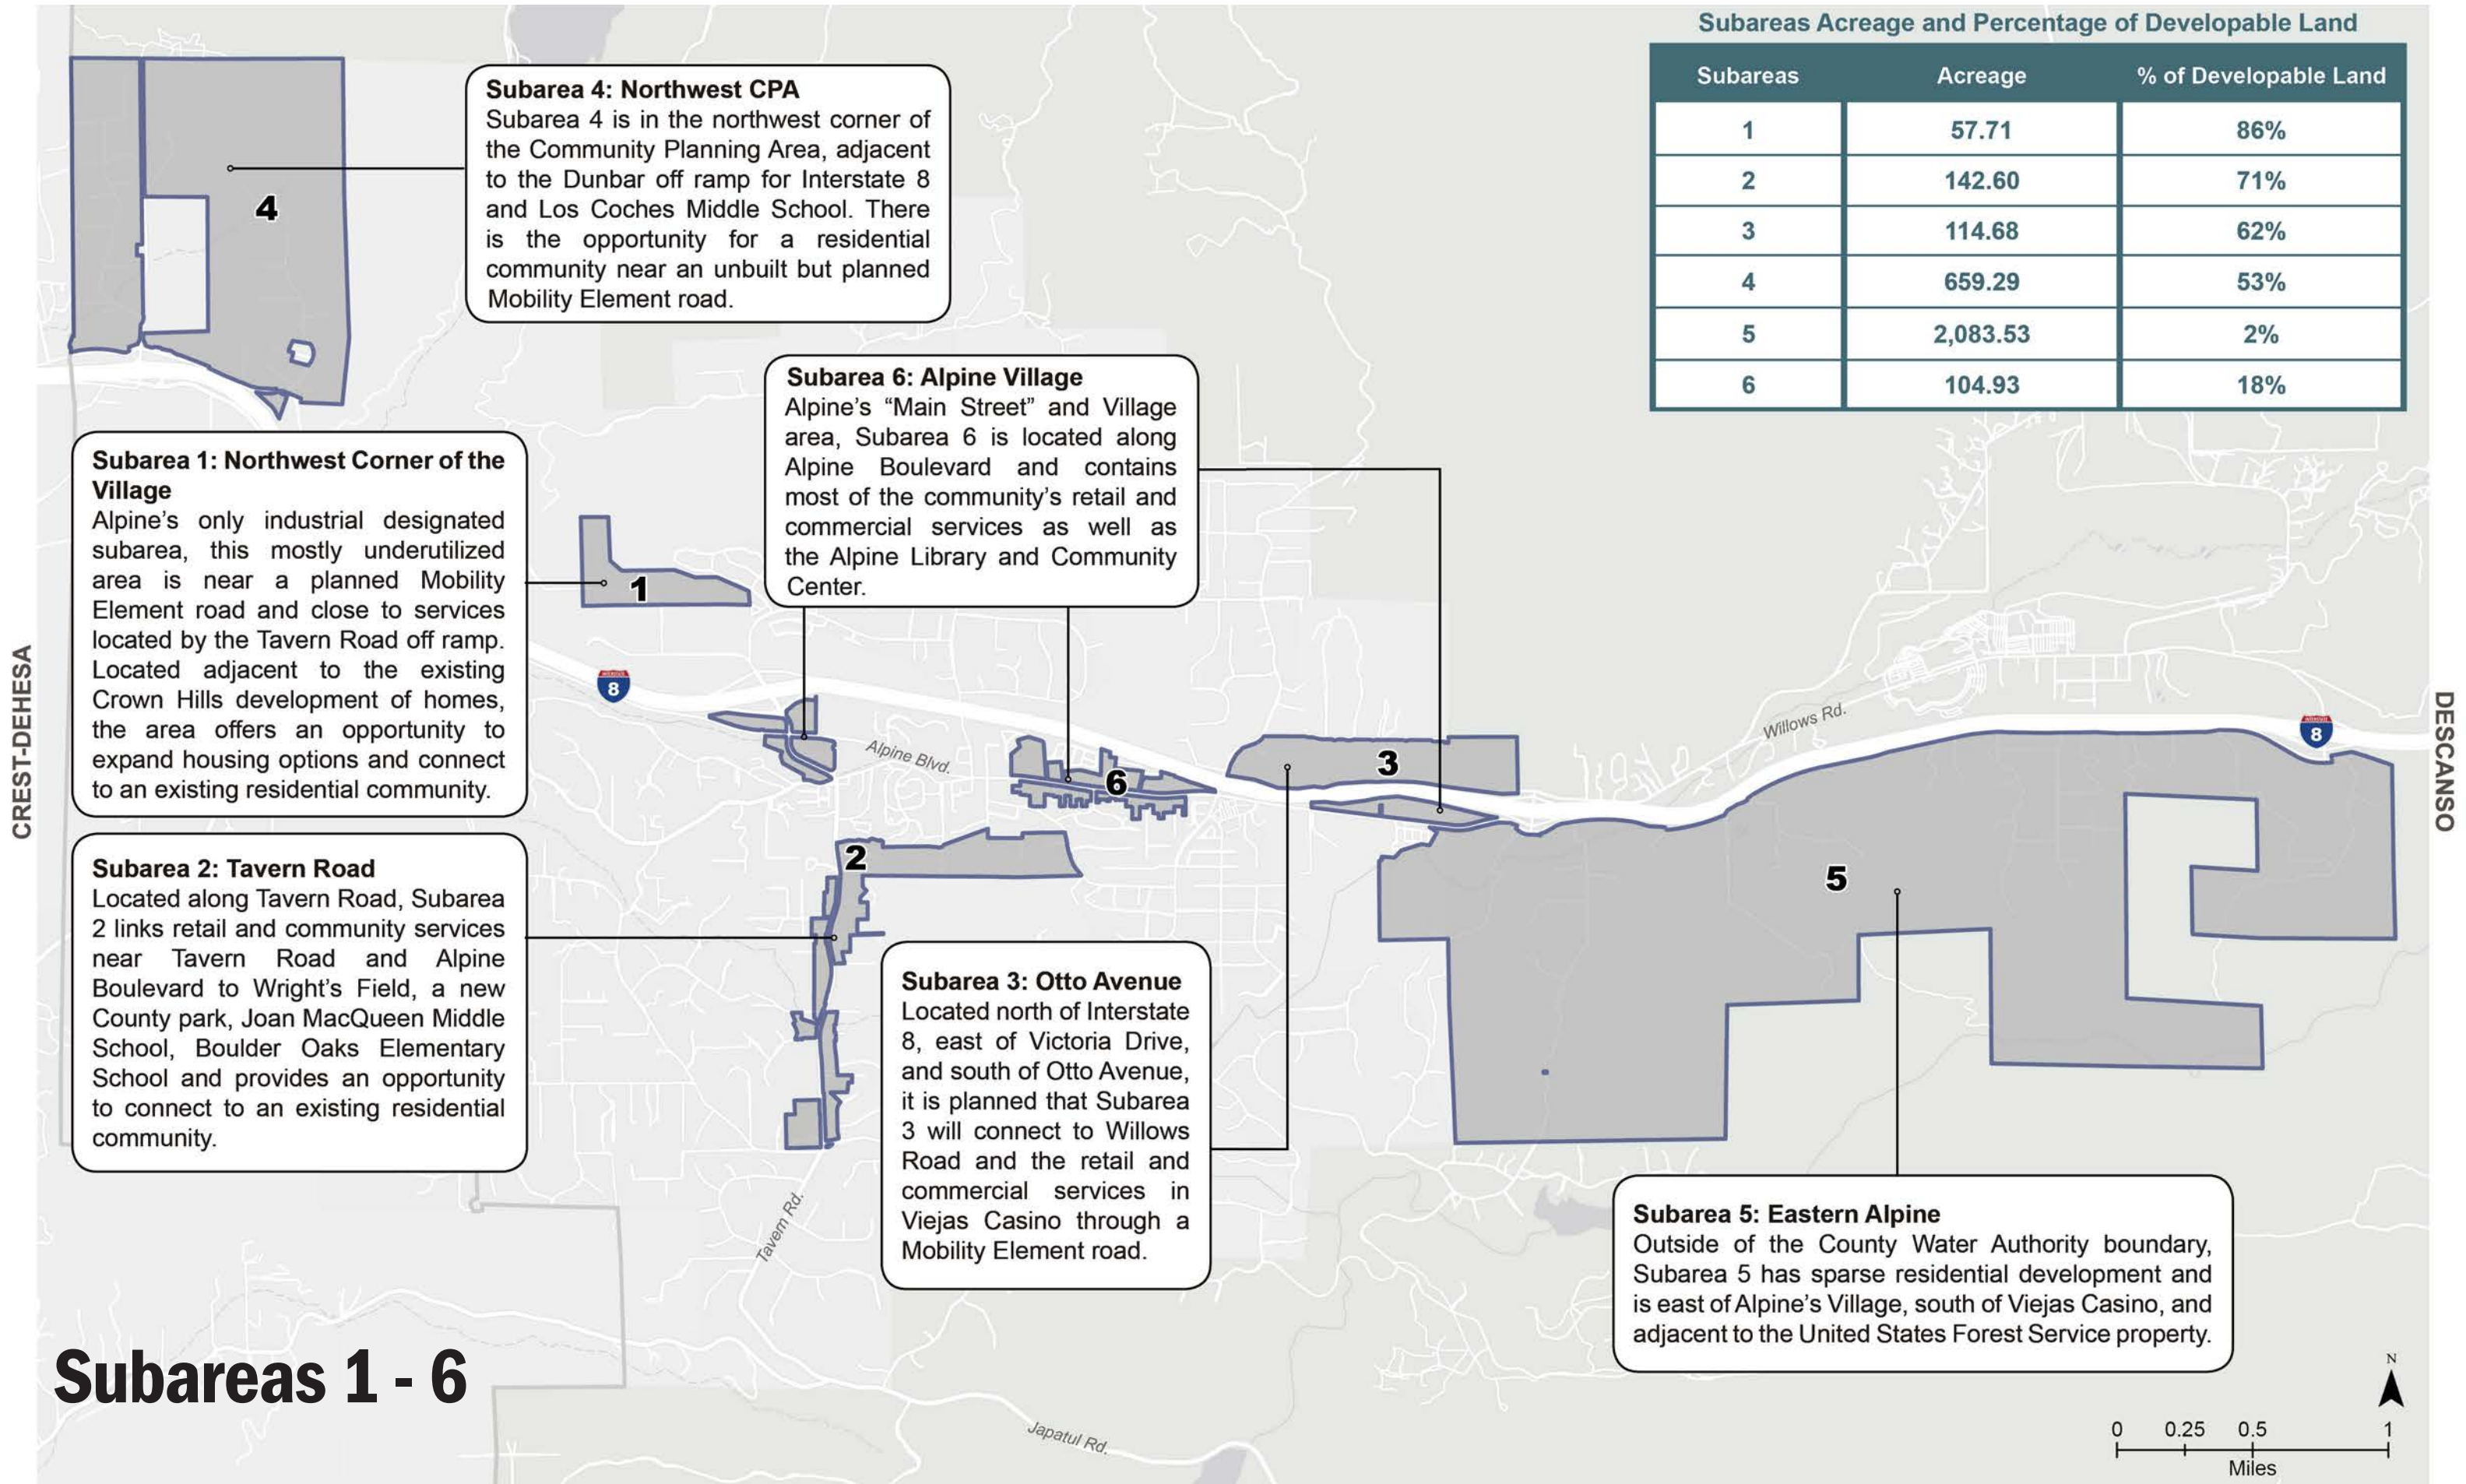 Subareas Acreage and Percentage of Developable Land
Subareas Acreage % of Developable Land
1 57.71 86%
2 142.60 71%
3 114.68 62%
4 659.29 53%
5 2,083.53 2%
6 104.93 18%
Subarea 4: Northwest CPA
Subarea 4 is in the northwest corner of
the Community Planning Area, adjacent
to the Dunbar off ramp for Interstate 8
and Los Coches Middle School. There
is the opportunity for a residential
community near an unbuilt but planned
Mobility Element road.
4
Subarea 6: Alpine Village
Alpine's “Main Street” and Village
area, Subarea 6 is located along
Alpine Boulevard and contains
most of the community's retail and
commercial services as well as
the Alpine Library and Community
Center.
Subarea 1: Northwest Corner of the
Village
Alpine's only industrial designated
subarea, this mostly underutilized
area is near a planned Mobility
Element road and close to services
located by the Tavern Road off ramp.
Located adjacent to the existing
Crown Hills development of homes,
the area offers an opportunity to
expand housing options and connect
to an existing residential community.
1
8
CREST-DEHESA
Alpine Blvd.
6
3
Willows Rd.
8
DESCANSO
Subarea 2: Tavern Road
Located along Tavern Road, Subarea
2 links retail and community services
near Tavern Road and Alpine
Boulevard to Wright's Field, a new
County park, Joan MacQueen Middle
School, Boulder Oaks Elementary
School and provides an opportunity
to connect to an existing residential
community.
2
5
Subarea 3: Otto Avenue
Located north of Interstate
8, east of Victoria Drive,
and south of Otto Avenue,
it is planned that Subarea
3 will connect to Willows
Road and the retail and
commercial services in
Viejas Casino through a
Mobility Element road.
Tavern Rd.
Subarea 5: Eastern Alpine
Outside of the County Water Authority boundary,
Subarea 5 has sparse residential development and
is east of Alpine's Village, south of Viejas Casino, and
adjacent to the United States Forest Service property.
Subareas 1 - 6
Japatul Rd.
N
0 0.25 0.5 1
Miles